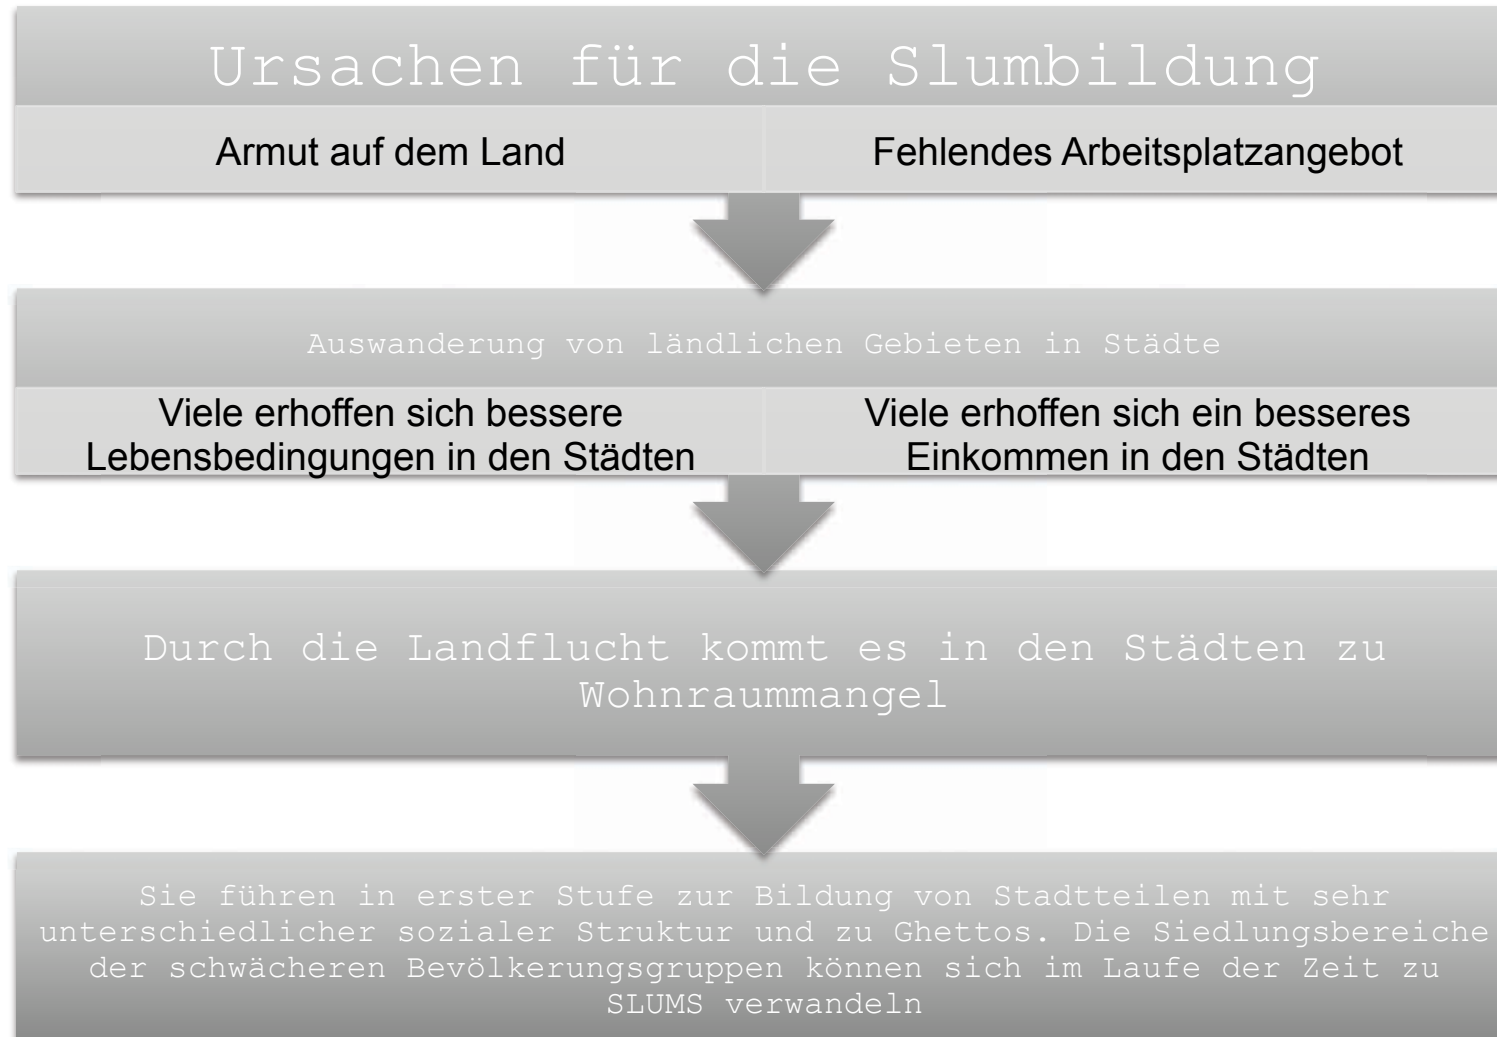 Ursachen für die Slumbildung
Armut auf dem Land
Fehlendes Arbeitsplatzangebot
Auswanderung von ländlichen Gebieten in Städte
Viele erhoffen sich bessere
Lebensbedingungen in den Städten
Viele erhoffen sich ein besseres
Einkommen in den Städten
Durch die Landflucht kommt es in den Städten zu
Wohnraummangel
Sie führen in erster Stufe zur Bildung von Stadtteilen mit sehr
unterschiedlicher sozialer Struktur und zu Ghettos. Die Siedlungsbereiche
der schwächeren Bevölkerungsgruppen können sich im Laufe der Zeit zu
SLUMS verwandeln